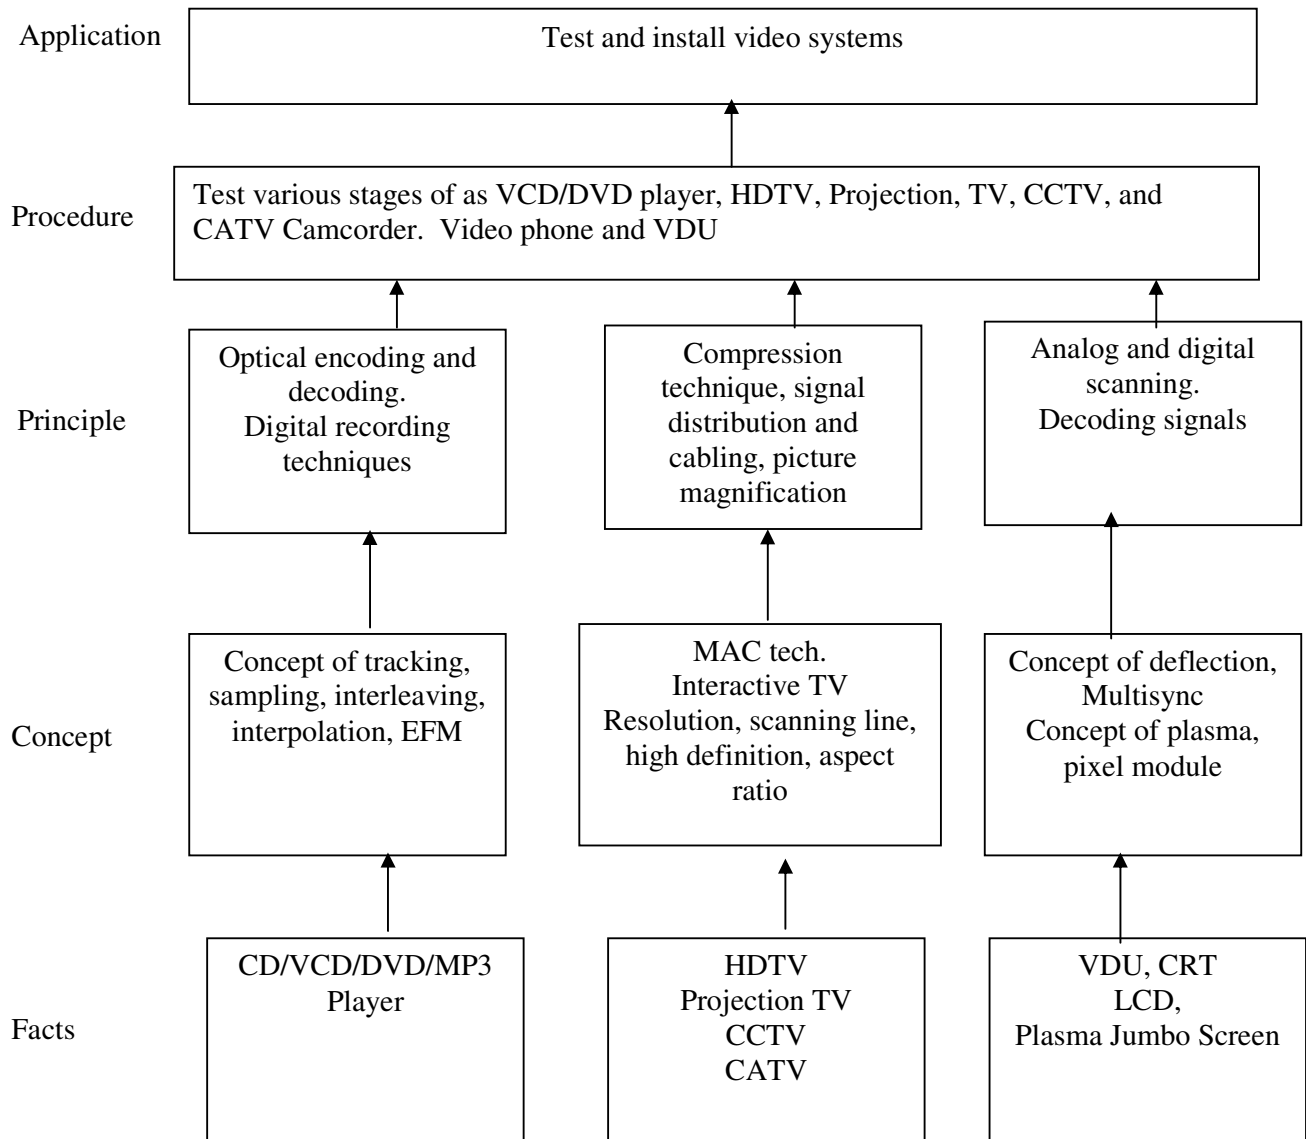 Application
Test and install video systems
Procedure
Test various stages of as VCD/DVD player, HDTV, Projection, TV, CCTV, and
CATV Camcorder.  Video phone and VDU
Principle
Optical encoding and
decoding.
Digital recording
techniques
Compression
technique, signal
distribution and
cabling, picture
magnification
Analog and digital
scanning.
Decoding signals
Concept
Concept of tracking,
sampling, interleaving,
interpolation, EFM
MAC tech.
Interactive TV
Resolution, scanning line,
high definition, aspect
ratio
Concept of deflection,
Multisync
Concept of plasma,
pixel module
Facts
CD/VCD/DVD/MP3
Player
HDTV
Projection TV
CCTV
CATV
VDU, CRT
LCD,
Plasma Jumbo Screen